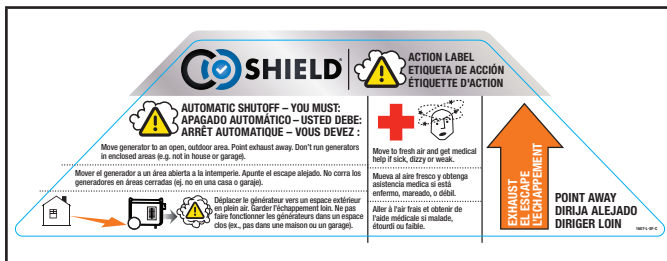 CO SHIELD®
ACTION LABEL
ETIQUETA DE ACCIÓN
ÉTIQUETTE D'ACTION
AUTOMATIC SHUTOFF – YOU MUST:
APAGADO AUTOMÁTICO – USTED DEBE:
ARRÊT AUTOMATIQUE – VOUS DEVEZ :
Move generator to an open, outdoor area. Point exhaust away. Don't run generators
in enclosed areas (e.g. not in house or garage).
Mover el generador a un área abierta a la intemperie. Apunte el escape alejado. No corra los
generadores en áreas cerradas (ej. no en una casa o garaje).
Déplacer le générateur vers un espace extérieur
en plein air. Garder l'échappement loin. Ne pas
faire fonctionner les générateurs dans un espace
clos (ex., pas dans une maison ou un garage).
Move to fresh air and get medical
help if sick, dizzy or weak.
Mueva al aire fresco y obtenga
asistencia medica si está
enfermo, mareado, o débil.
Aller à l'air frais et obtenir de
l'aide médicale si malade,
étourdi ou faible.
EXHAUST
EL ESCAPE
L'ÉCHAPPEMENT
POINT AWAY
DIRIJA ALEJADO
DIRIGER LOIN